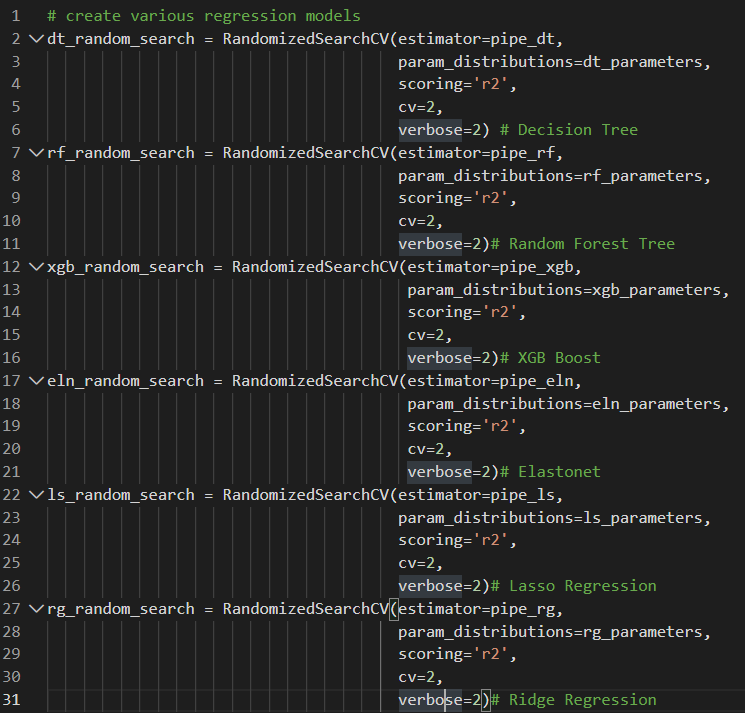 1 # create various regression models
2 dt_random_search = RandomizedSearchCV(estimator=pipe_dt,
3 param_distributions=dt_parameters,
4 scoring='r2',
5 cv=2,
6 verbose=2) # Decision Tree
7 rf_random_search = RandomizedSearchCV(estimator=pipe_rf,
8 param_distributions=rf_parameters,
9 scoring='r2',
10 cv=2,
11 verbose=2)# Random Forest Tree
12 xgb_random_search = RandomizedSearchCV(estimator=pipe_xgb,
13 param_distributions=xgb_parameters,
14 scoring='r2',
15 cv=2,
16 verbose=2)# XGB Boost
17 eln_random_search = RandomizedSearchCV(estimator=pipe_eln,
18 param_distributions=eln_parameters,
19 scoring='r2',
20 cv=2,
21 verbose=2)# Elastonet
22 ls_random_search = RandomizedSearchCV(estimator=pipe_ls,
23 param_distributions=ls_parameters,
24 scoring='r2',
25 cv=2,
26 verbose=2)# Lasso Regression
27 rg_random_search = RandomizedSearchCV(estimator=pipe_rg,
28 param_distributions=rg_parameters,
29 scoring='r2',
30 cv=2,
31 verbose=2)# Ridge Regression